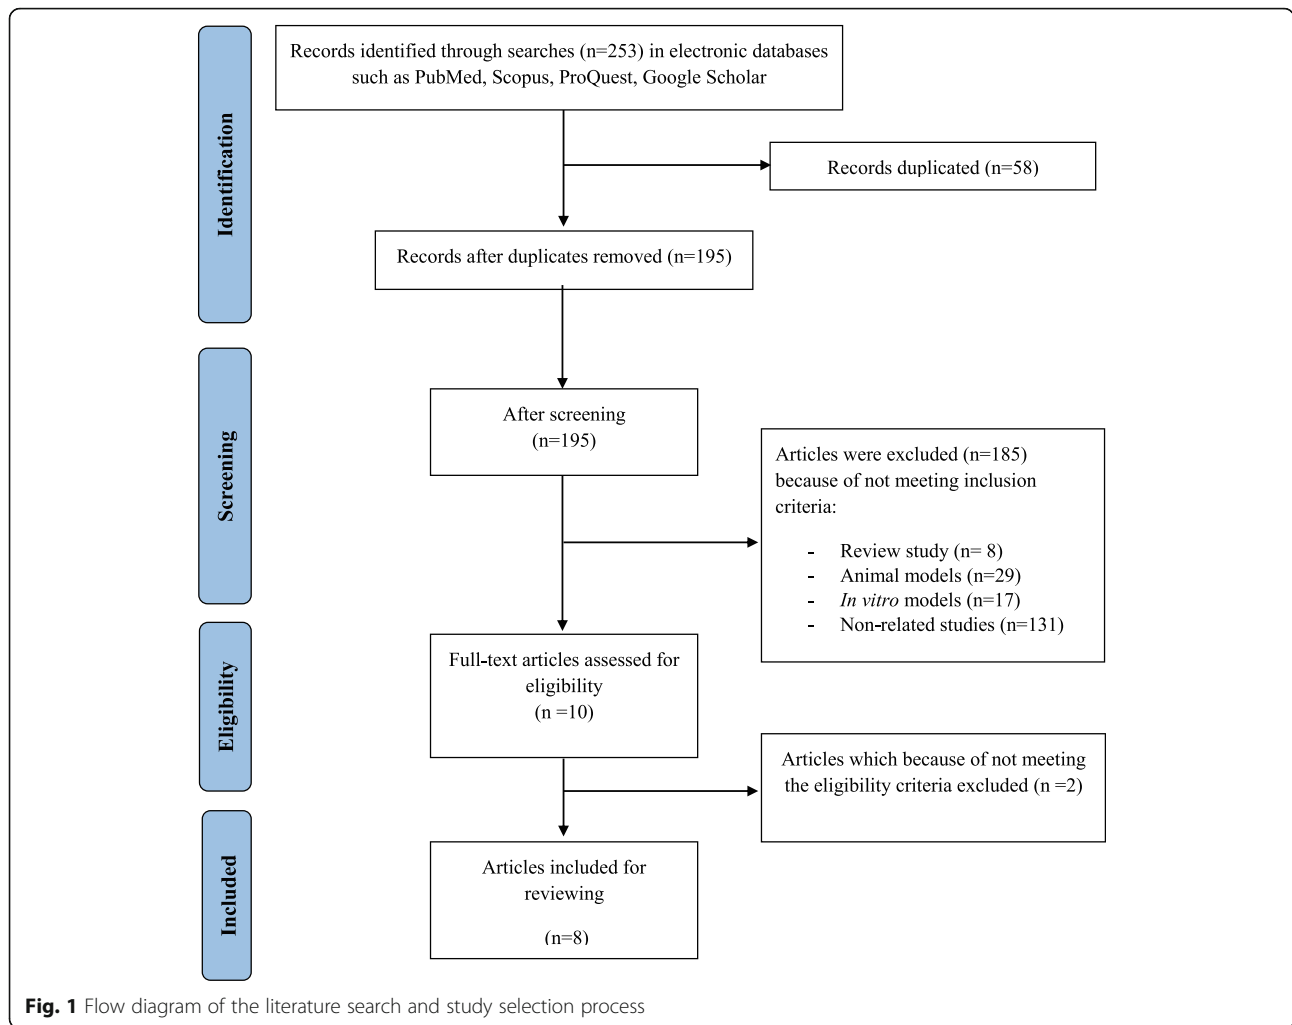 Identification
Records identified through searches (n=253) in electronic databases
such as PubMed, Scopus, ProQuest, Google Scholar
Records duplicated (n=58)
Records after duplicates removed (n=195)
Screening
After screening
(n=195)
Articles were excluded (n=185)
because of not meeting inclusion
criteria:
- Review study (n= 8)
- Animal models (n=29)
- In vitro models (n=17)
- Non-related studies (n=131)
Eligibility
Full-text articles assessed for
eligibility
(n =10)
Articles which because of not meeting
the eligibility criteria excluded (n =2)
Included
Articles included for
reviewing
(n=8)
Fig. 1 Flow diagram of the literature search and study selection process